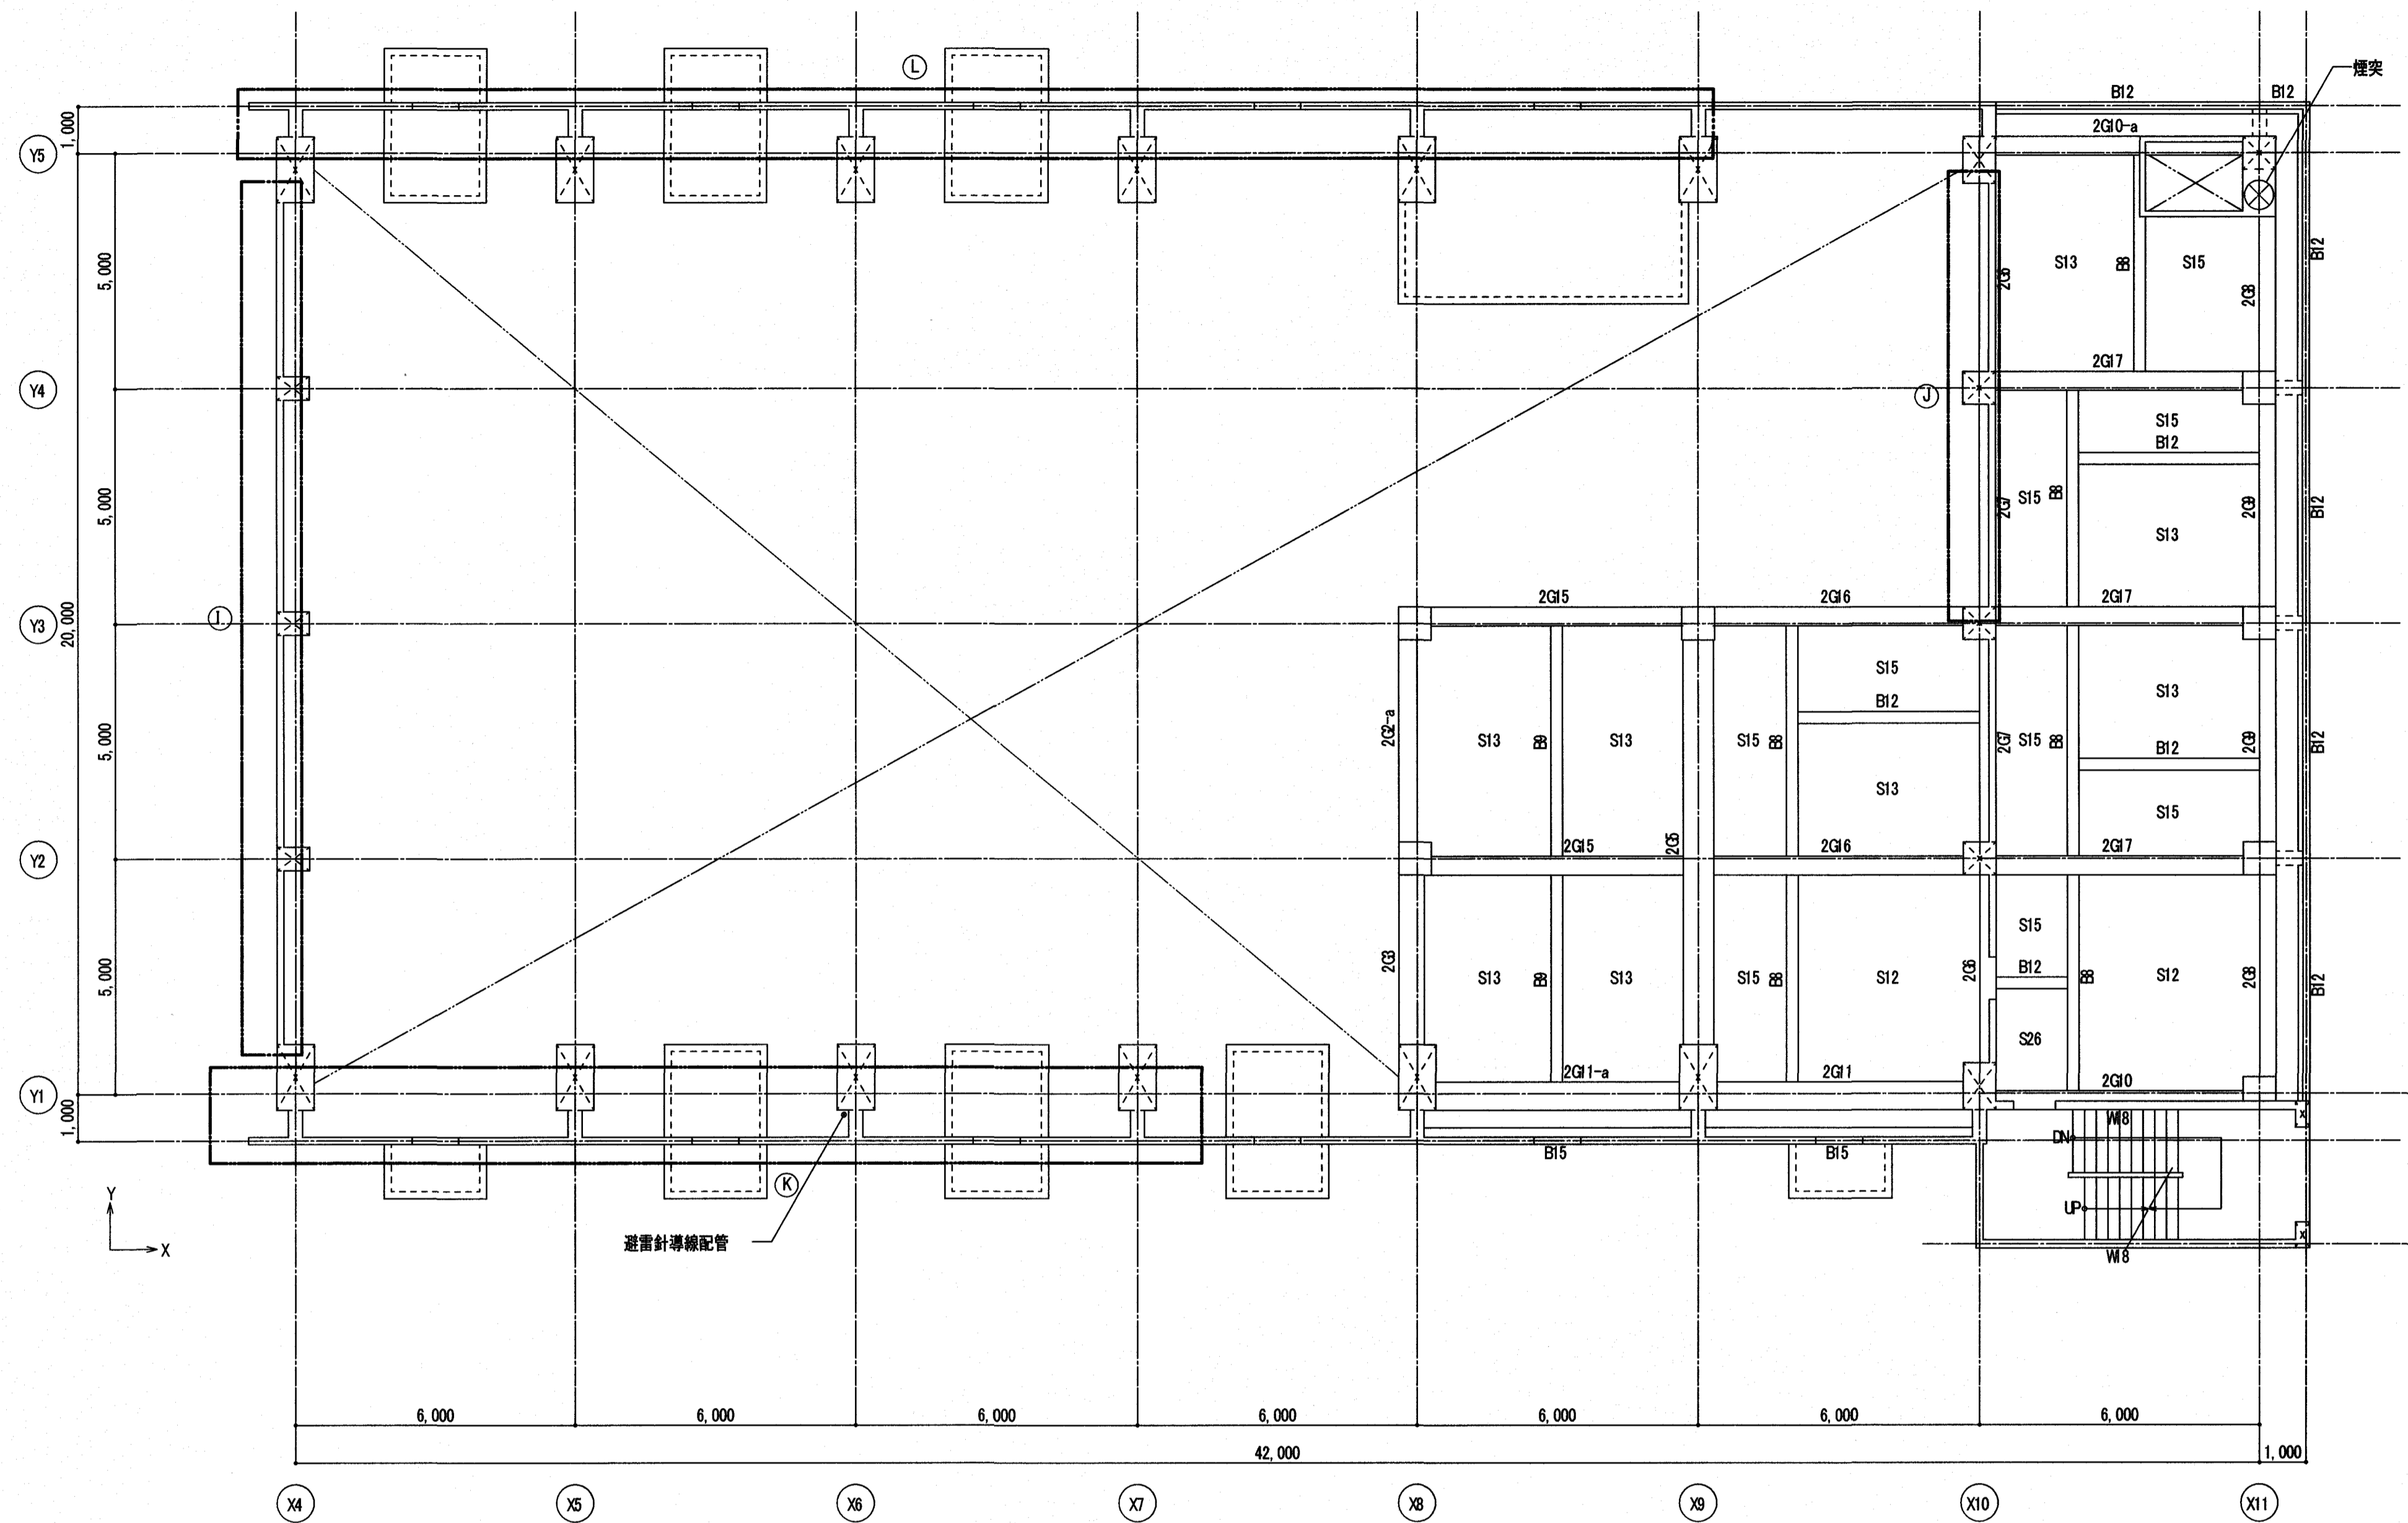 煙突
L
B12 B12
1,000
2G10-a
Y5
5,000
2G6 S13 B8 S15 2G8 B12
2G17
Y4
J
S15
B12
5,000
2G7 S15 B8 2G9 B12
S13
2G15 2G16 2G17
I
Y3
20,000
S15
S13
B12
5,000
2G2-a S13 B9 S13 S15 B8 2G7 S15 B8 2G9 B12
B12
S13
S15
2G15 2G5 2G16 2G17
Y2
S15
B12
5,000
2G3 S13 B9 S13 S15 B8 S12 2G6 B8 S12 2G8 B12
S26
2G11-a 2G11 2G10
Y1
1,000
W18
DN
B15 B15
K
UP
Y
X
避雷針導線配管
W18
6,000 6,000 6,000 6,000 6,000 6,000 6,000
42,000 1,000
X4 X5 X6 X7 X8 X9 X10 X11